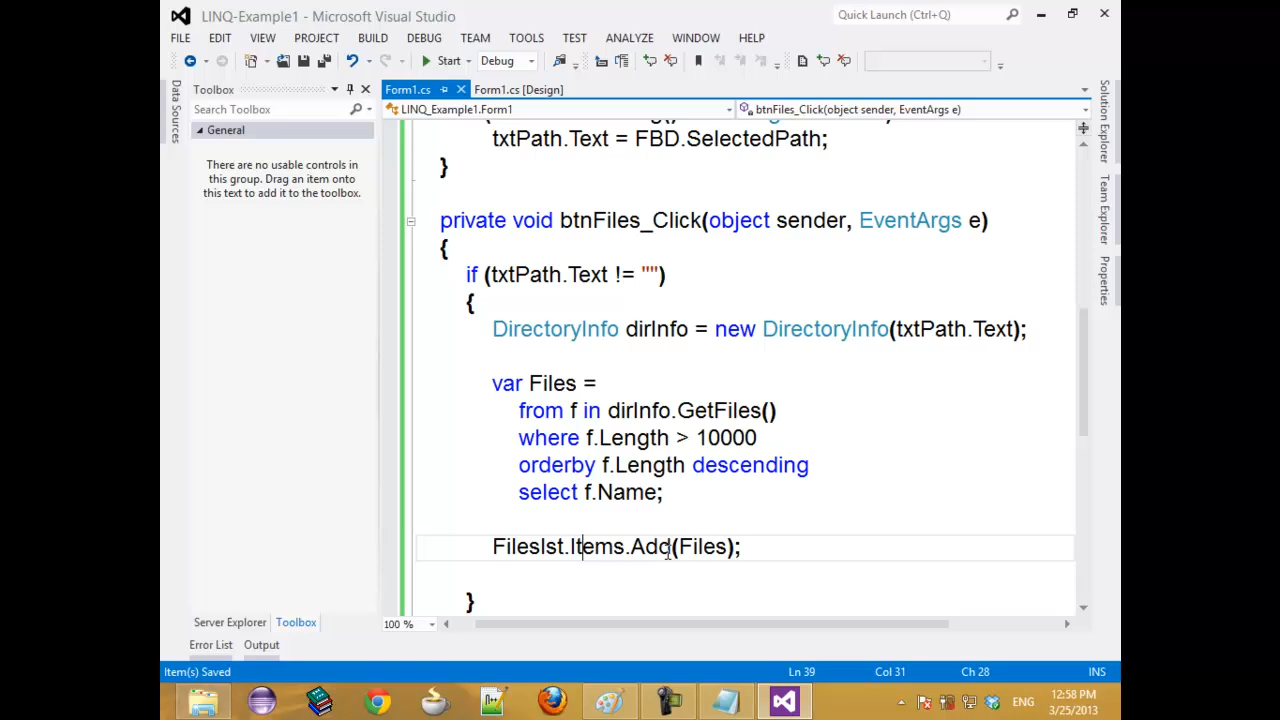 LINQ-Example1 - Microsoft Visual Studio
Quick Launch (Ctrl+Q)
FILE EDIT VIEW PROJECT BUILD DEBUG TEAM TOOLS TEST ANALYZE WINDOW HELP
Start Debug
Data Sources
Toolbox
Search Toolbox
General
There are no usable controls in
this group. Drag an item onto
this text to add it to the toolbox.
Server Explorer Toolbox
Error List Output
Form1.cs Form1.cs [Design]
LINQ_Example1.Form1 btnFiles_Click(object sender, EventArgs e)
txtPath.Text = FBD.SelectedPath;
}
private void btnFiles_Click(object sender, EventArgs e)
{
if (txtPath.Text != "")
{
DirectoryInfo dirInfo = new DirectoryInfo(txtPath.Text);
var Files =
from f in dirInfo.GetFiles()
where f.Length > 10000
orderby f.Length descending
select f.Name;
Fileslst.Items.Add(Files);
}
100 %
Solution Explorer
Team Explorer
Properties
Item(s) Saved Ln 39 Col 31 Ch 28 INS
ENG
12:58 PM
3/25/2013